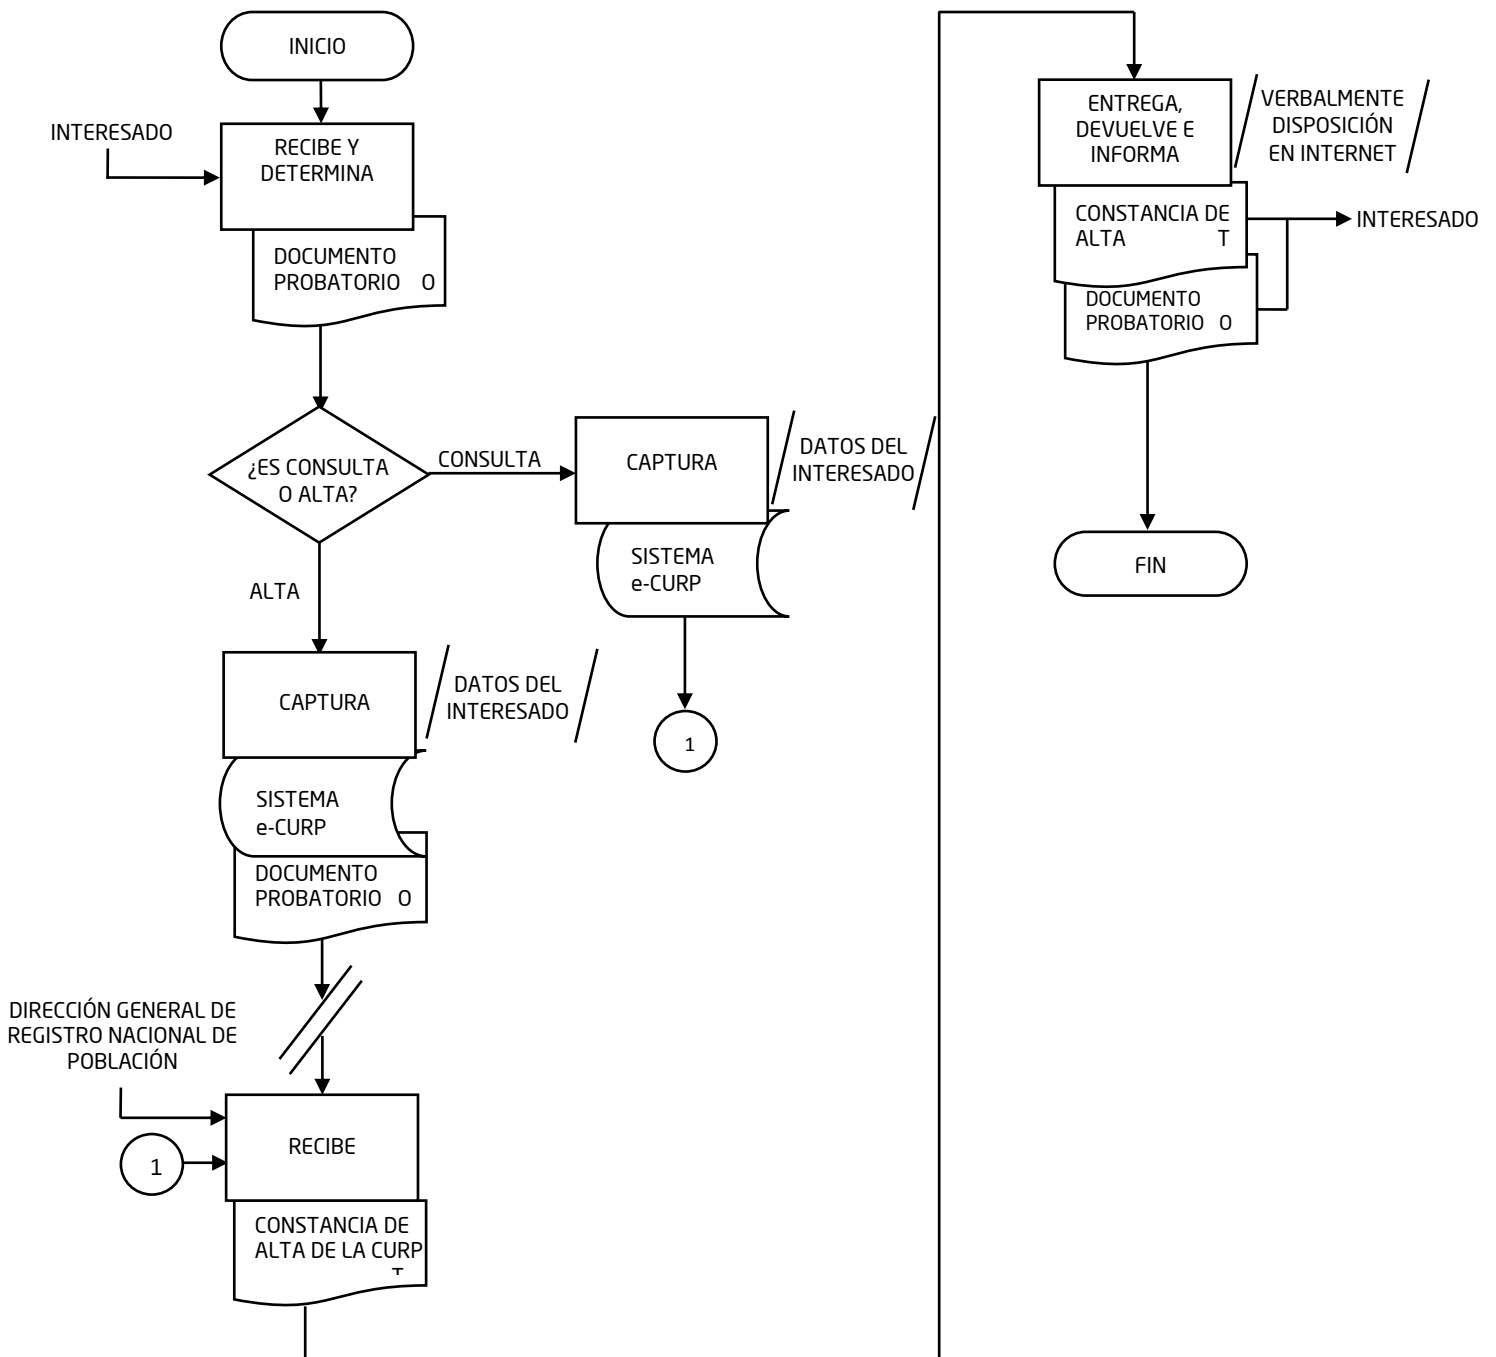 INICIO
INTERESADO
RECIBE Y
DETERMINA
DOCUMENTO
PROBATORIO O
¿ES CONSULTA
O ALTA?
CONSULTA
CAPTURA
DATOS DEL
INTERESADO
SISTEMA
e-CURP
1
ALTA
CAPTURA
DATOS DEL
INTERESADO
SISTEMA
e-CURP
DOCUMENTO
PROBATORIO O
DIRECCIÓN GENERAL DE
REGISTRO NACIONAL DE
POBLACIÓN
1
RECIBE
CONSTANCIA DE
ALTA DE LA CURP
ENTREGA,
DEVUELVE E
INFORMA
VERBALMENTE
DISPOSICIÓN
EN INTERNET
CONSTANCIA DE
ALTA T
INTERESADO
DOCUMENTO
PROBATORIO O
FIN